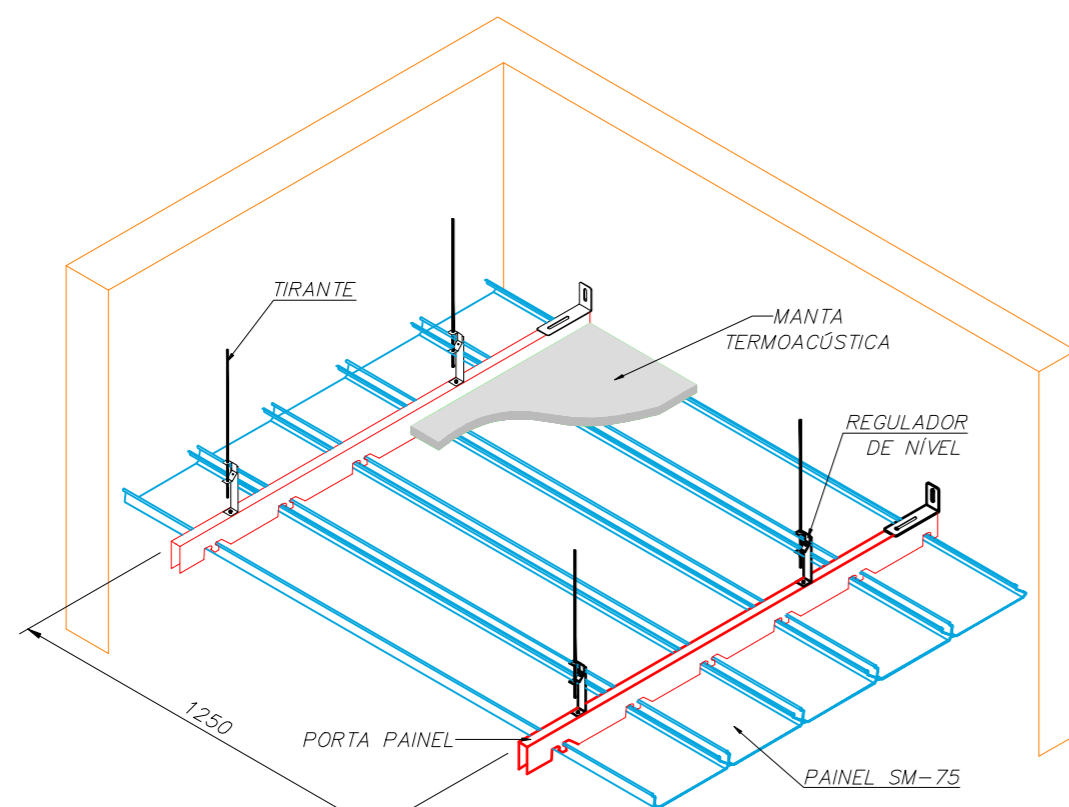 TIRANTE
MANTA
TERMOACÚSTICA
REGULADOR
DE NÍVEL
1250
PORTA PAINEL
PAINEL SM-75